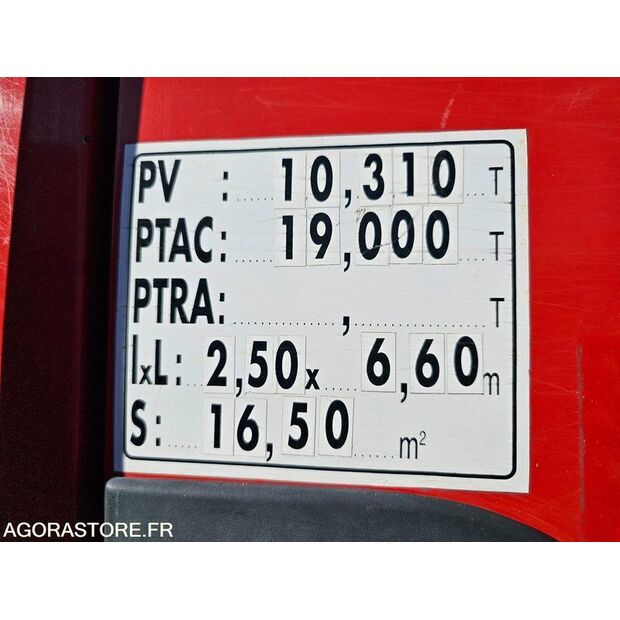 PV : 10,310 T
PTAC: 19,000 T
PTRA: , T
lxL: 2,50x 6,60m
S: 16,50 m²
AGORASTORE.FR